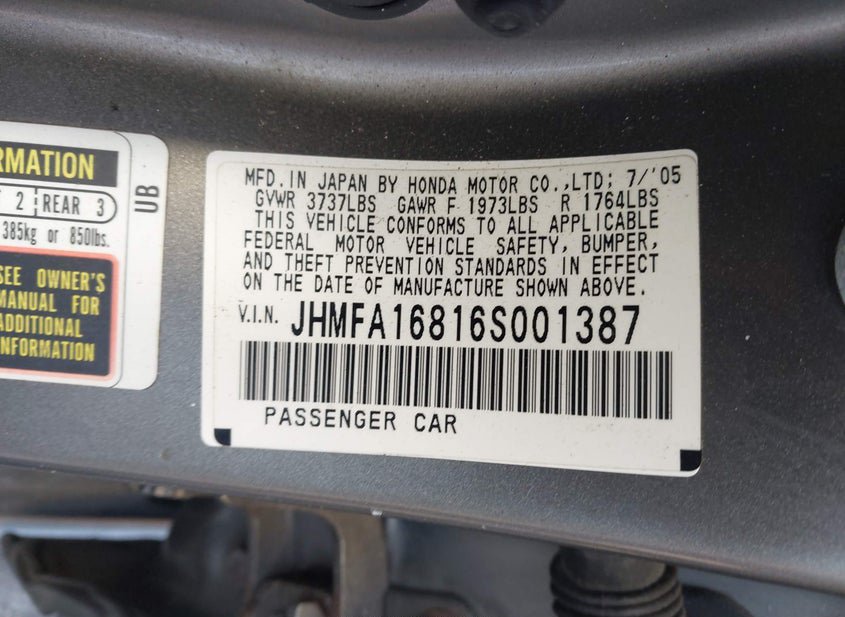 RMATION
2 REAR 3
385kg or 850lbs.
SEE OWNER'S
MANUAL FOR
ADDITIONAL
INFORMATION
UB
MFD.IN JAPAN BY HONDA MOTOR CO.,LTD; 7/'05
GVWR 3737LBS GAWR F 1973LBS R 1764LBS
THIS VEHICLE CONFORMS TO ALL APPLICABLE
FEDERAL MOTOR VEHICLE SAFETY, BUMPER,
AND THEFT PREVENTION STANDARDS IN EFFECT
ON THE DATE OF MANUFACTURE SHOWN ABOVE.
V.I.N. JHMFA16816S001387
PASSENGER CAR